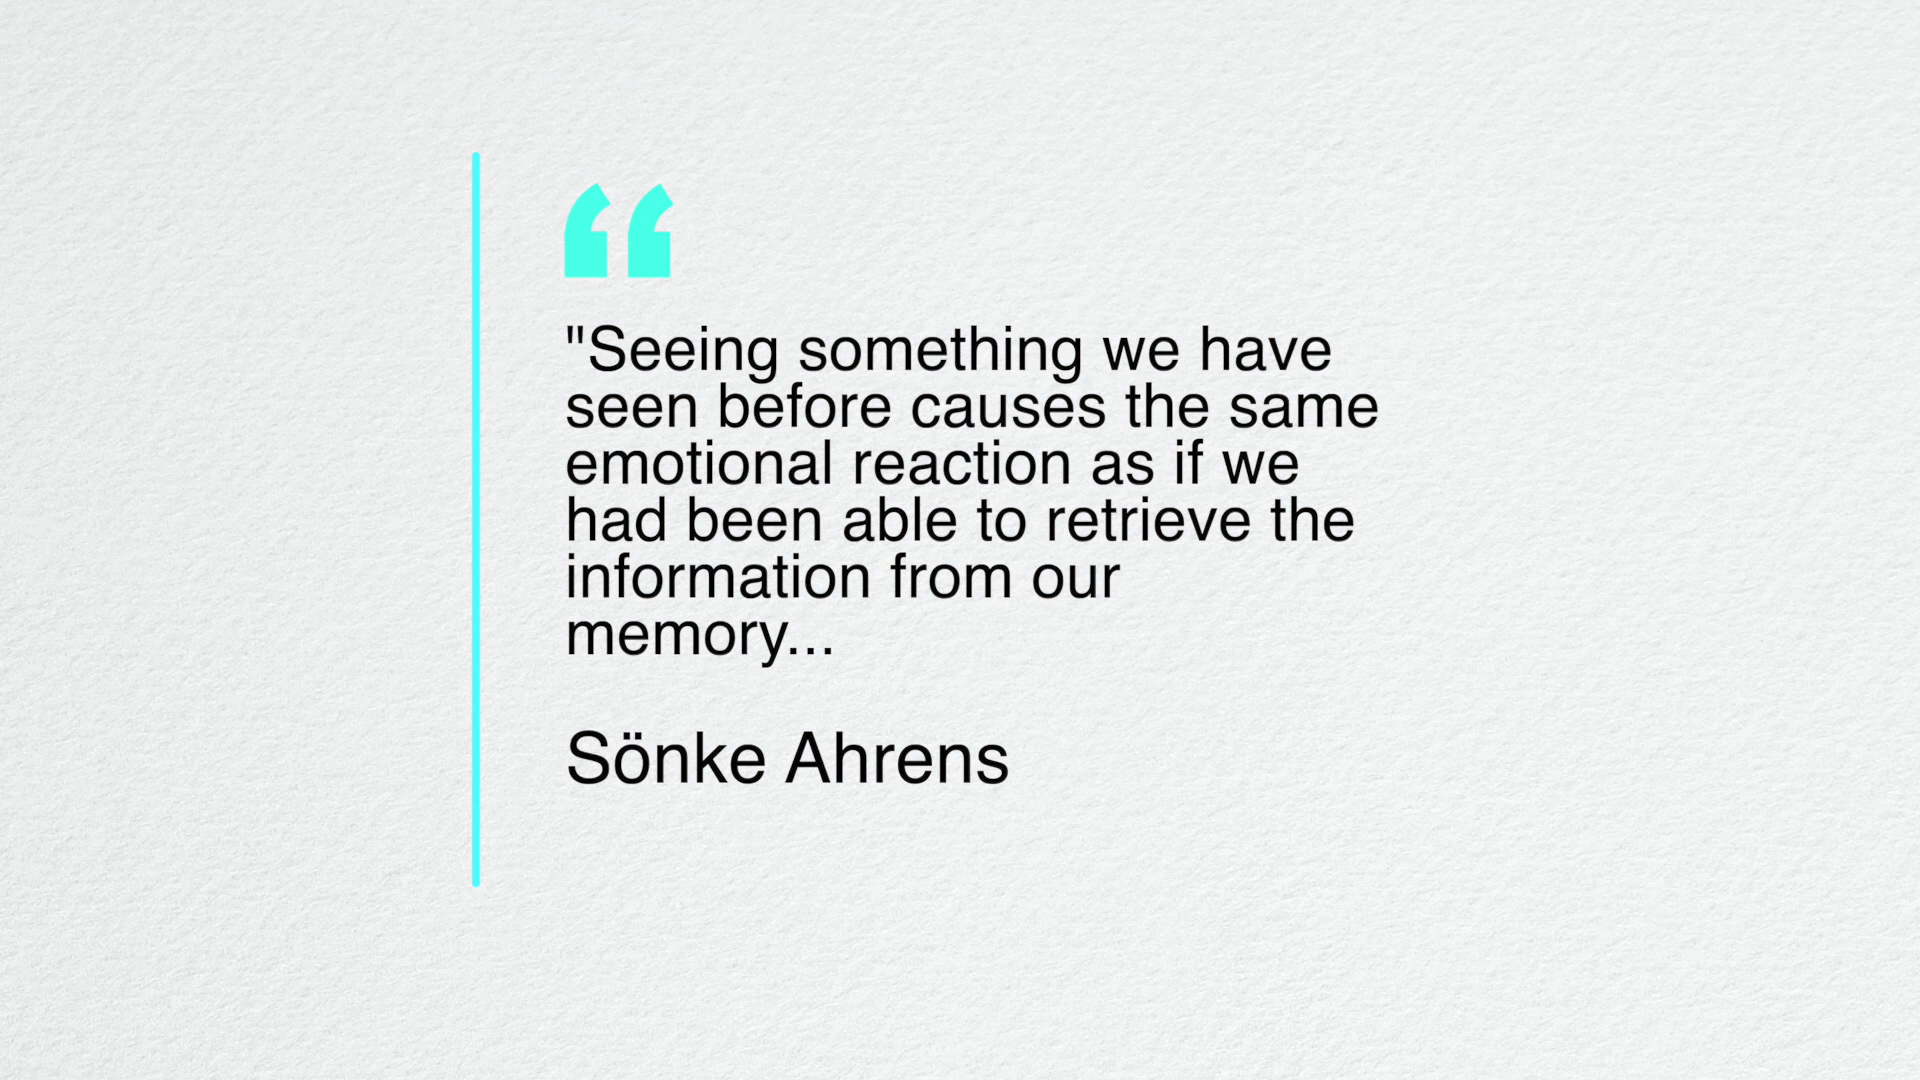 "Seeing something we have
seen before causes the same
emotional reaction as if we
had been able to retrieve the
information from our
memory...
Sönke Ahrens